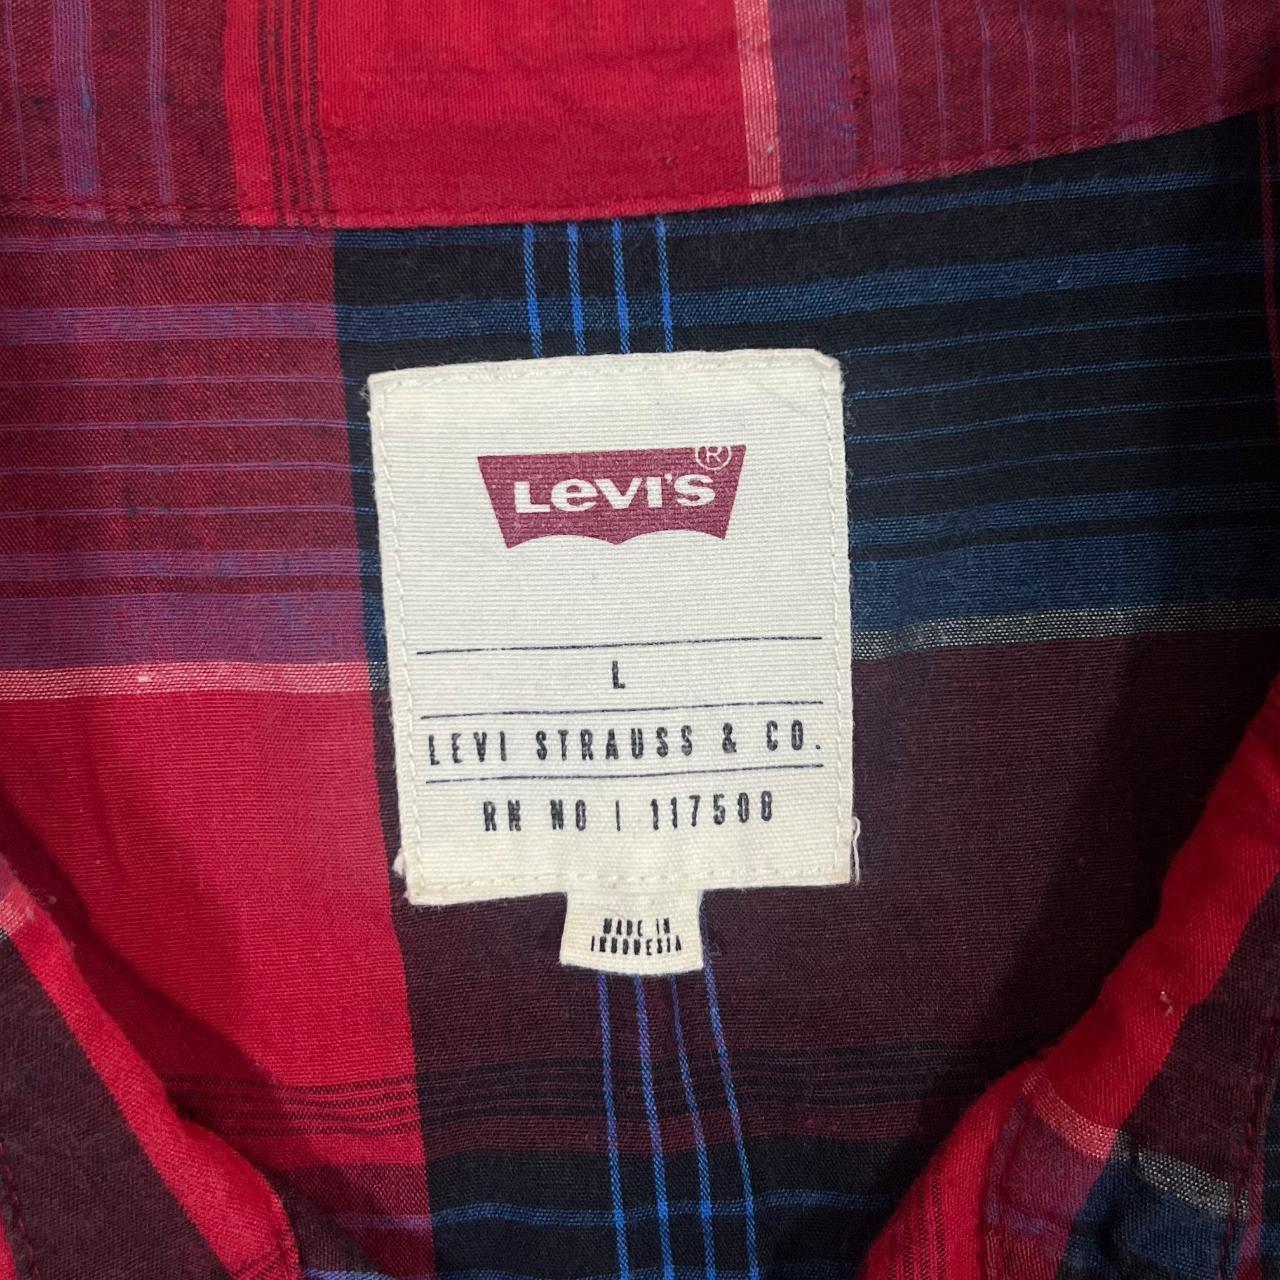 Levi's ®
L
LEVI STRAUSS & CO.
RN NO | 117508
MADE IN
INDONESIA